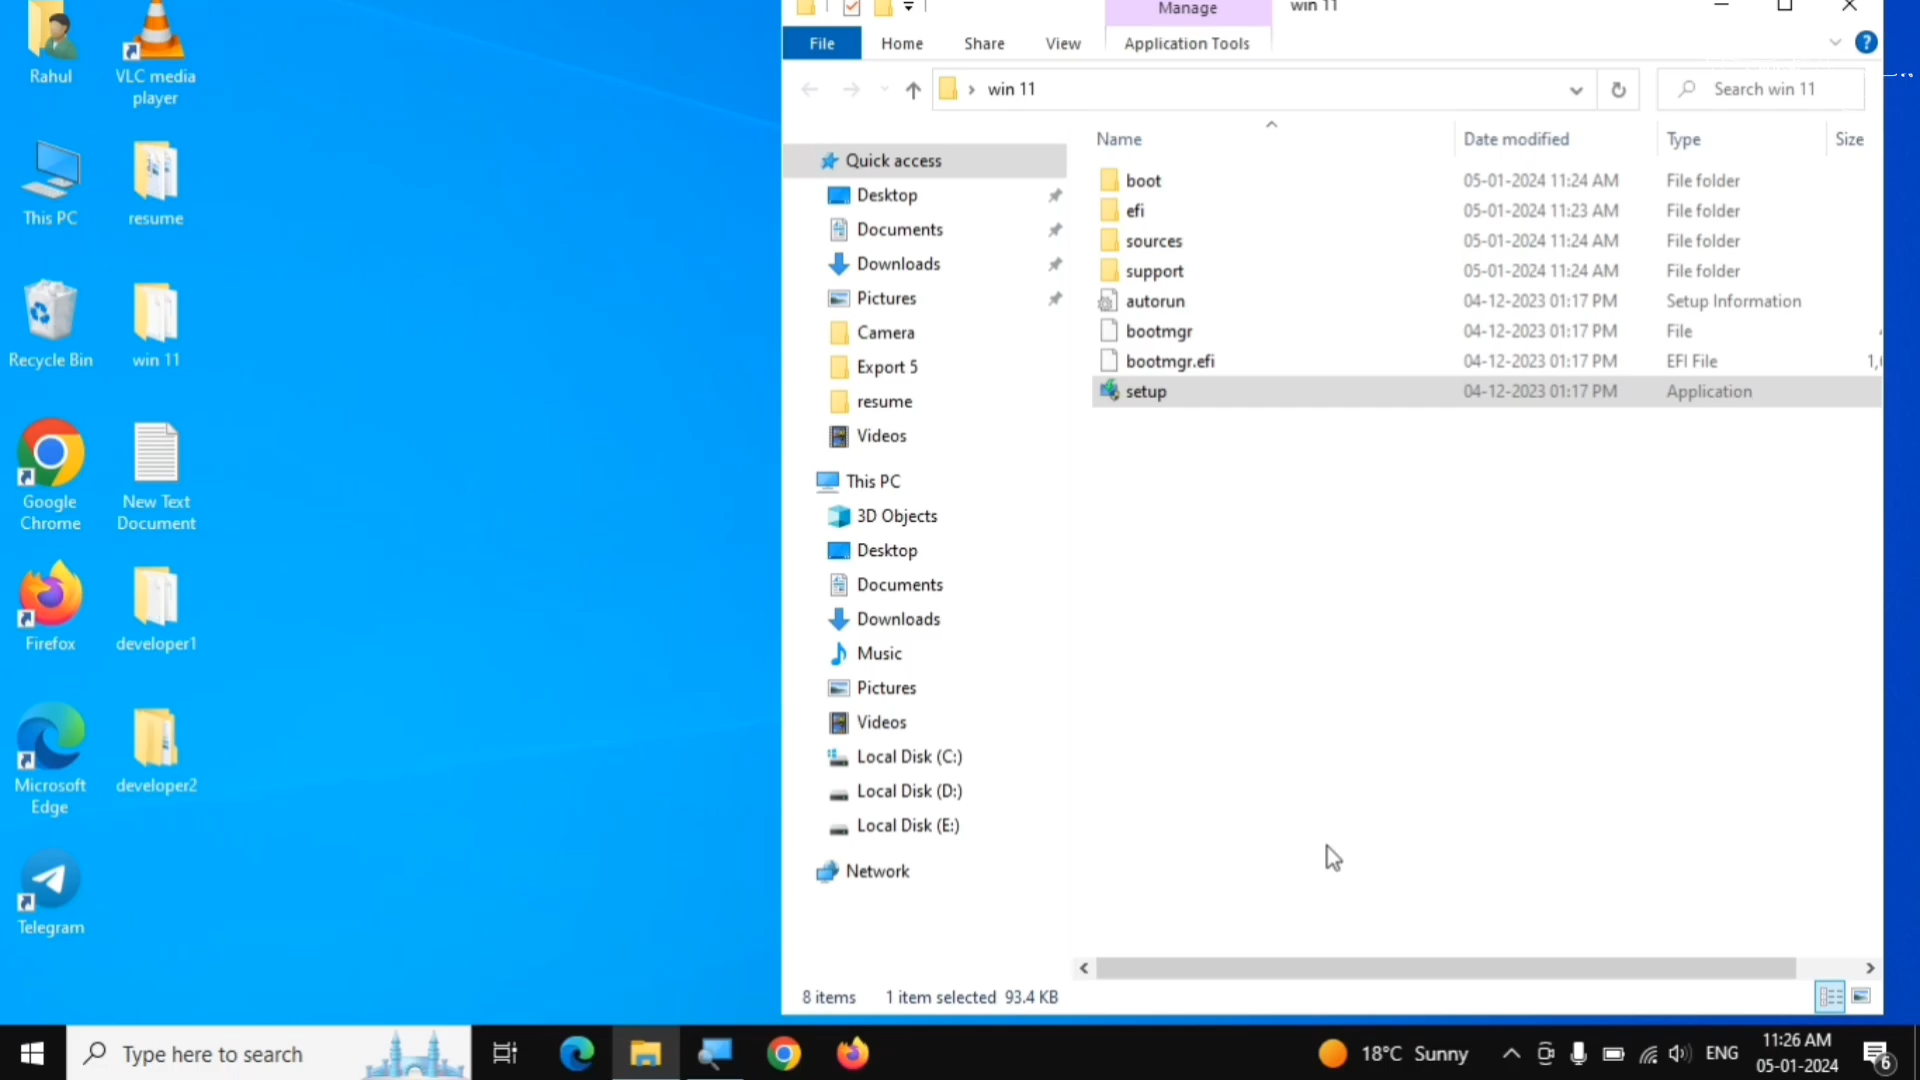 Rahul
VLC media
player
This PC
resume
Recycle Bin
win 11
Google
Chrome
New Text
Document
Firefox
developer1
Microsoft
Edge
developer2
Telegram
Manage
win 11
File
Home
Share
View
Application Tools
?
win 11
Search win 11
Name
Date modified
Type
Size
Quick access
Desktop
Documents
Downloads
Pictures
Camera
Export 5
resume
Videos
This PC
3D Objects
Desktop
Documents
Downloads
Music
Pictures
Videos
Local Disk (C:)
Local Disk (D:)
Local Disk (E:)
Network
boot 05-01-2024 11:24 AM File folder
efi 05-01-2024 11:23 AM File folder
sources 05-01-2024 11:24 AM File folder
support 05-01-2024 11:24 AM File folder
autorun 04-12-2023 01:17 PM Setup Information
bootmgr 04-12-2023 01:17 PM File
bootmgr.efi 04-12-2023 01:17 PM EFI File 1,
setup 04-12-2023 01:17 PM Application
8 items 1 item selected 93.4 KB
Type here to search
18°C Sunny
ENG
11:26 AM
05-01-2024
6